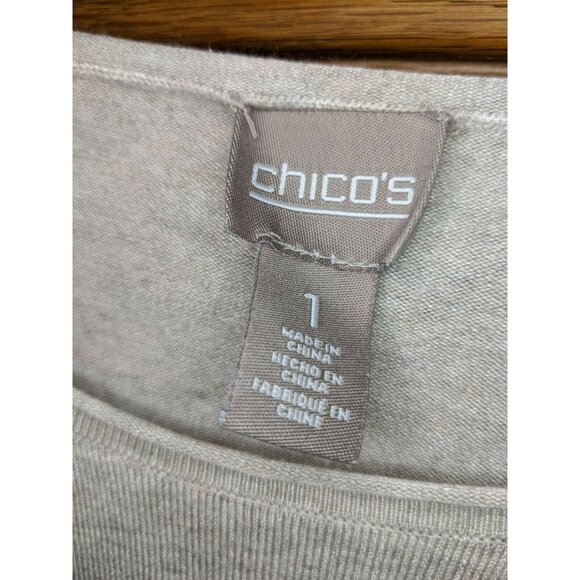 chico's
1
MADE IN
CHINA
HECHO EN
CHINA
FABRIQUÉ EN
CHINE